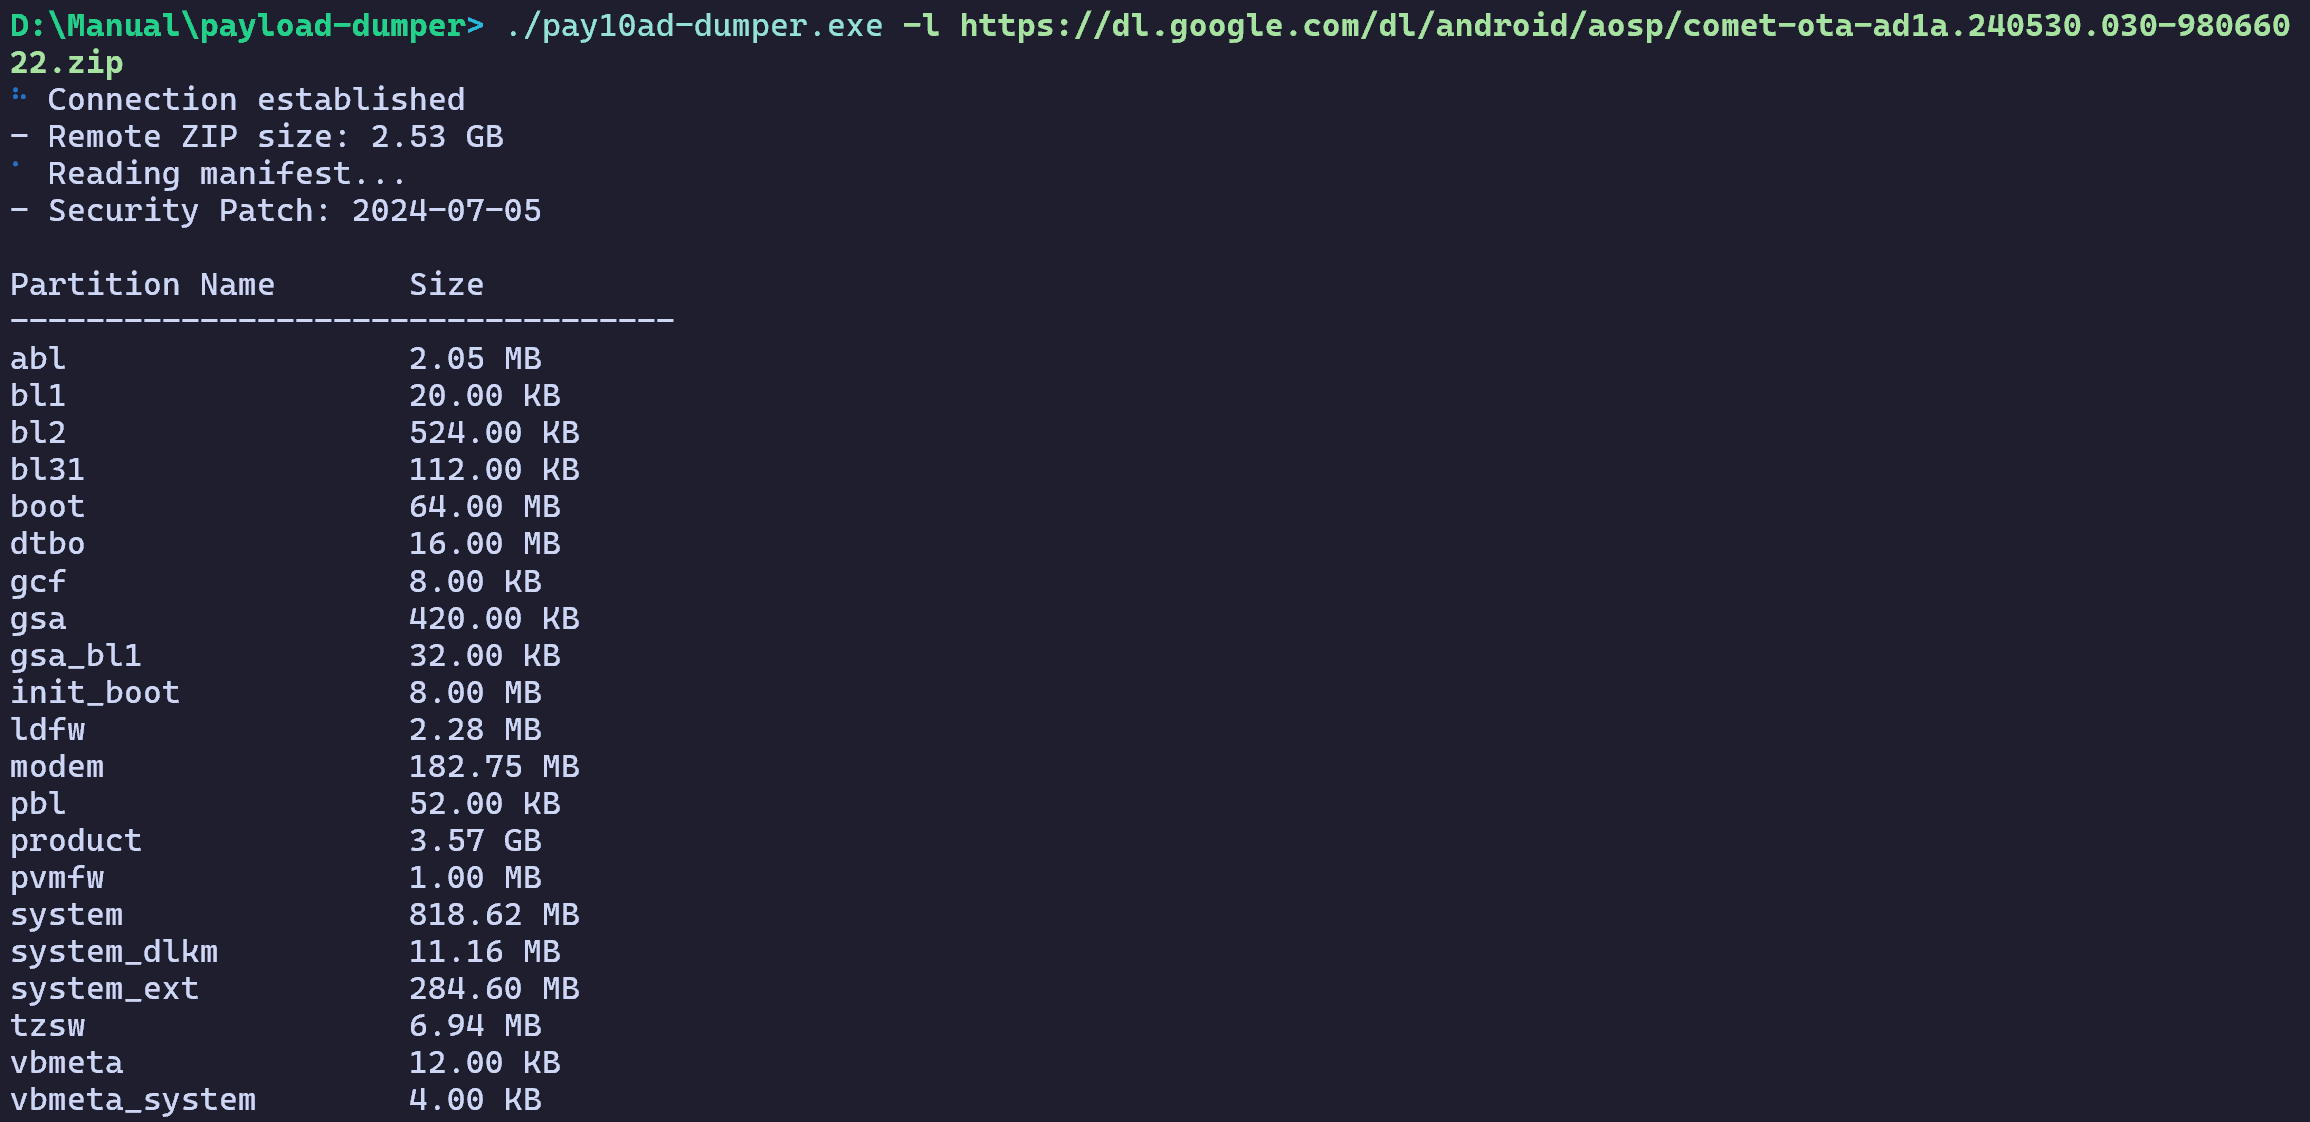 D:\Manual\payload-dumper> ./pay10ad-dumper.exe -l https://dl.google.com/dl/android/aosp/comet-ota-ad1a.240530.030-980660
22.zip
⠓ Connection established
- Remote ZIP size: 2.53 GB
⠁ Reading manifest...
- Security Patch: 2024-07-05

Partition Name       Size
-----------------------------------
abl                  2.05 MB
bl1                  20.00 KB
bl2                  524.00 KB
bl31                 112.00 KB
boot                 64.00 MB
dtbo                 16.00 MB
gcf                  8.00 KB
gsa                  420.00 KB
gsa_bl1              32.00 KB
init_boot            8.00 MB
ldfw                 2.28 MB
modem                182.75 MB
pbl                  52.00 KB
product              3.57 GB
pvmfw                1.00 MB
system               818.62 MB
system_dlkm          11.16 MB
system_ext           284.60 MB
tzsw                 6.94 MB
vbmeta               12.00 KB
vbmeta_system        4.00 KB